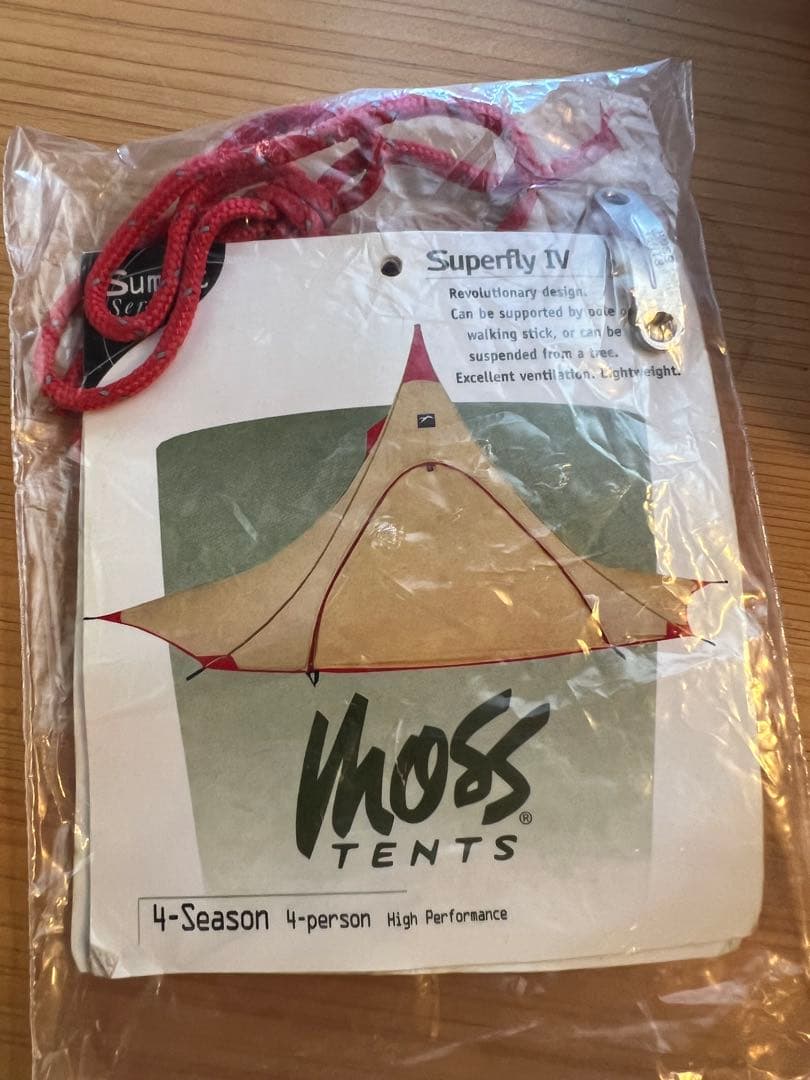 Superfly IV
Revolutionary design.
Can be supported by pole or
walking stick, or can be
suspended from a tree.
Excellent ventilation. Lightweight.
moss®
TENTS
4-Season 4-person High Performance